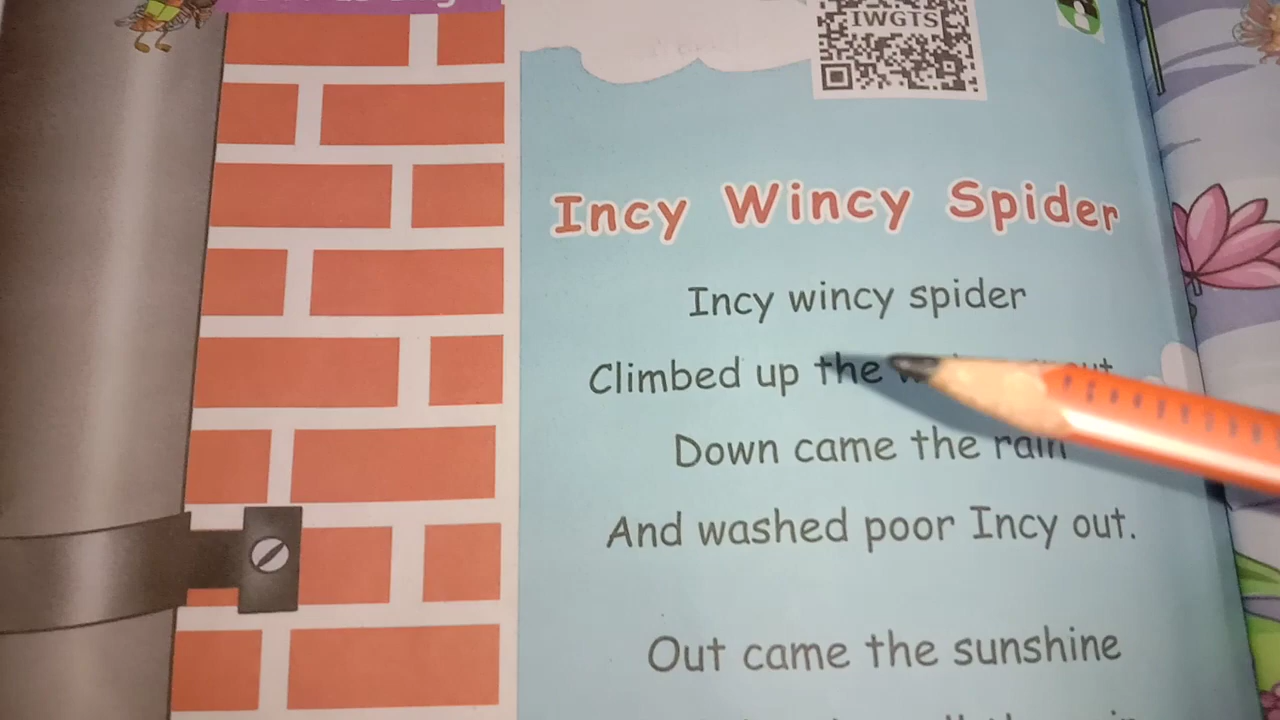 IWGTS
Incy Wincy Spider
Incy wincy spider
Climbed up the
Down came the rain
And washed poor Incy out.
Out came the sunshine